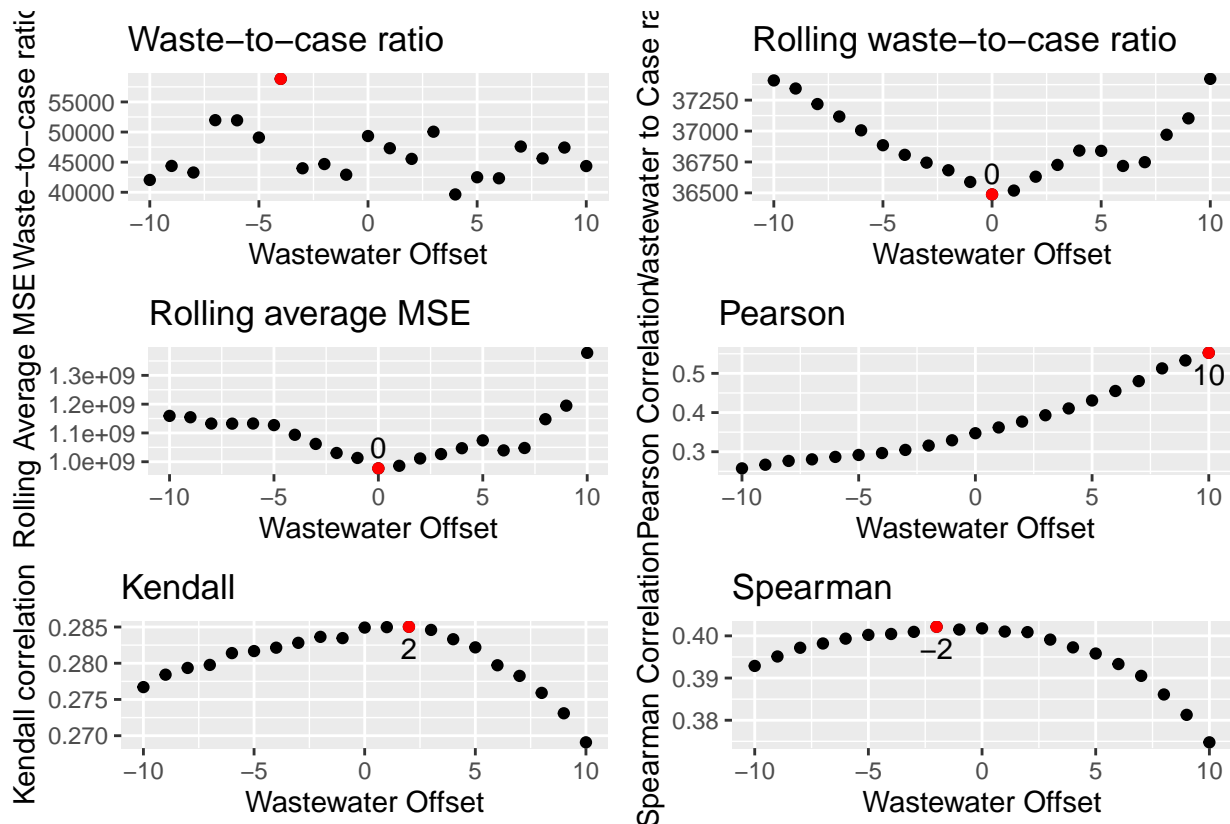 Waste−to−case ratio
Waste−to−case ratio
55000
50000
45000
40000
−10 −5 0 5 10
Wastewater Offset
Rolling waste−to−case ratio
Wastewater to Case
37250
37000
36750
36500
0
−10 −5 0 5 10
Wastewater Offset
Rolling average MSE
Rolling Average MSE
1.3e+09
1.2e+09
1.1e+09
1.0e+09
0
−10 −5 0 5 10
Wastewater Offset
Pearson
Pearson Correlation
0.5
0.4
0.3
10
−10 −5 0 5 10
Wastewater Offset
Kendall
Kendall correlation
0.285
0.280
0.275
0.270
2
−10 −5 0 5 10
Wastewater Offset
Spearman
Spearman Correlation
0.40
0.39
0.38
−2
−10 −5 0 5 10
Wastewater Offset